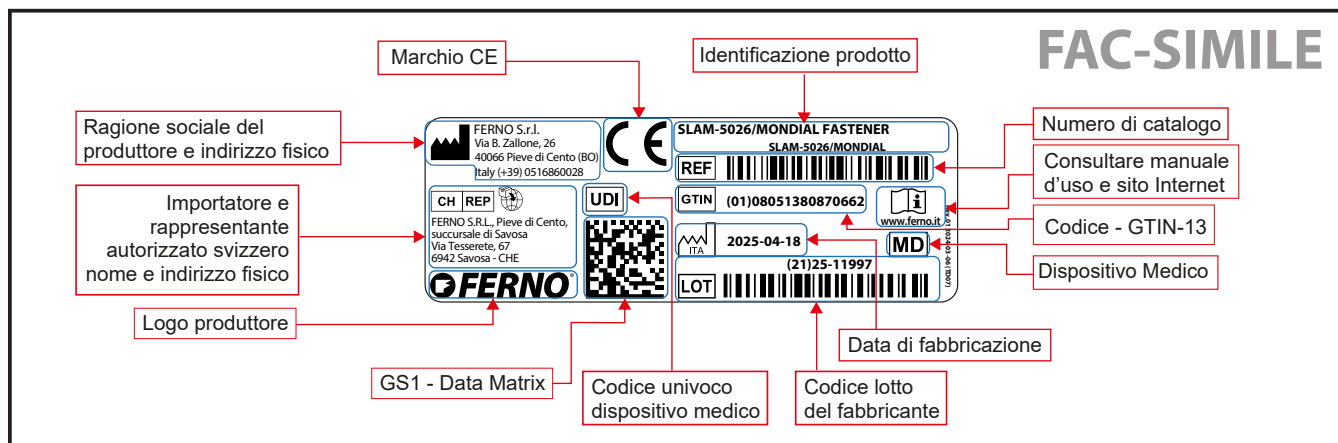 FAC-SIMILE
Marchio CE
Identificazione prodotto
Ragione sociale del
produttore e indirizzo fisico
Numero di catalogo
Consultare manuale
d'uso e sito Internet
Importatore e
rappresentante
autorizzato svizzero
nome e indirizzo fisico
Codice - GTIN-13
Dispositivo Medico
Logo produttore
Data di fabbricazione
GS1 - Data Matrix
Codice univoco
dispositivo medico
Codice lotto
del fabbricante
FERNO S.r.l.
Via B. Zallone, 26
40066 Pieve di Cento (BO)
Italy (+39) 0516860028
CE
SLAM-5026/MONDIAL FASTENER
SLAM-5026/MONDIAL
REF
CH REP
FERNO S.R.L., Pieve di Cento,
succursale di Savosa
Via Tesserete, 67
6942 Savosa - CHE
UDI
GTIN (01)08051380870662
i
www.ferno.it
ITA
2025-04-18
MD
(21)25-11997
LOT
FERNO®